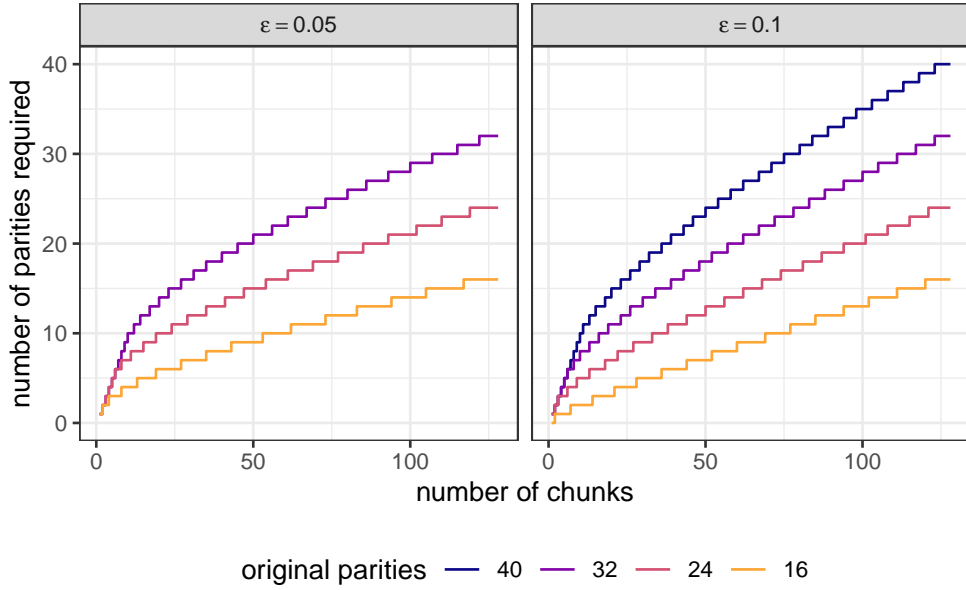 ε = 0.05 ε = 0.1
number of parities required
40
30
20
10
0
0 50 100 0 50 100
number of chunks
original parities 40 32 24 16